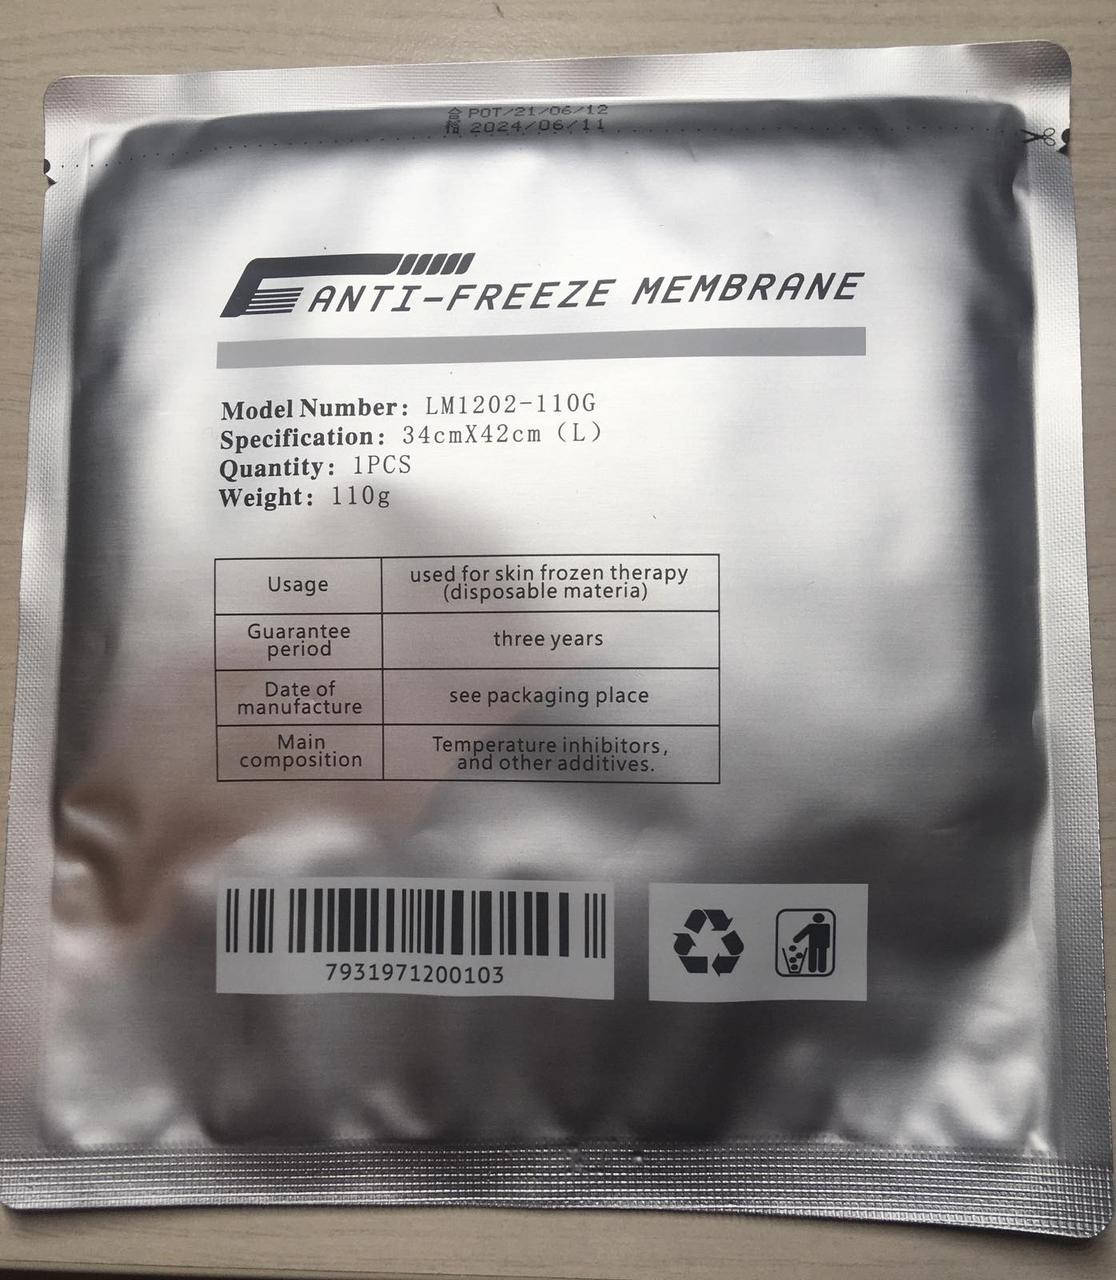 合 POT/21/06/12
格 2024/06/11
ANTI-FREEZE MEMBRANE
Model Number: LM1202-110G
Specification: 34cmX42cm (L)
Quantity: 1PCS
Weight: 110g
Usage
used for skin frozen therapy
(disposable materia)
Guarantee
period
three years
Date of
manufacture
see packaging place
Main
composition
Temperature inhibitors,
and other additives.
7931971200103